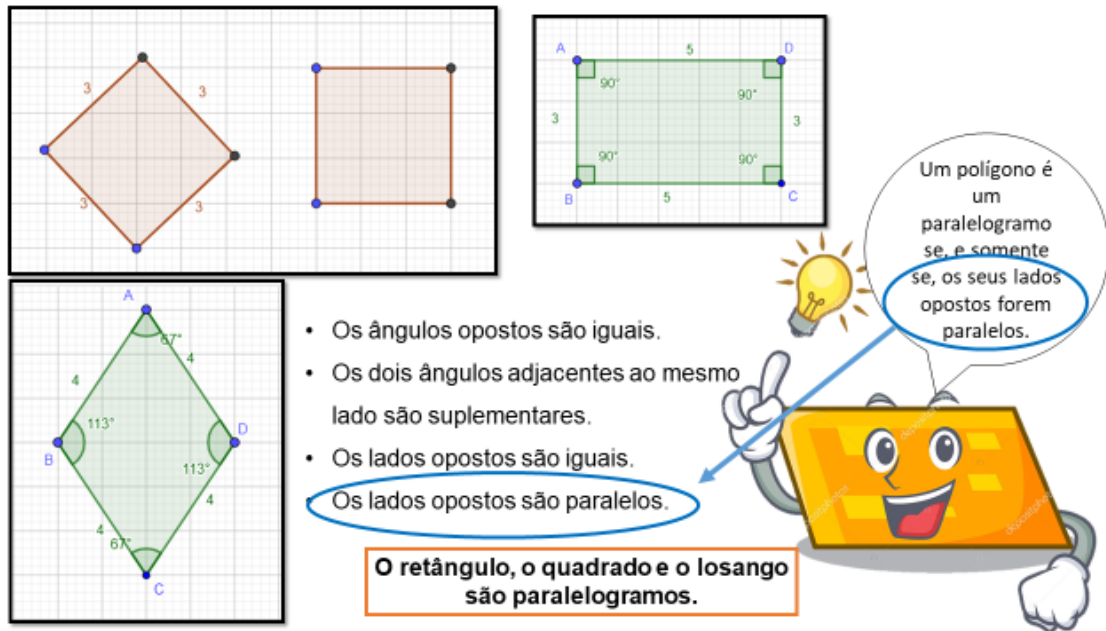 3
3
3
3
A
5
D
90°
90°
3
3
90°
90°
B
5
C
Um polígono é
um
paralelogramo
se, e somente
se, os seus lados
opostos forem
paralelos.
A
67°
4
4
113°
B
D
113°
4
4
67°
C
• Os ângulos opostos são iguais.
• Os dois ângulos adjacentes ao mesmo
lado são suplementares.
• Os lados opostos são iguais.
• Os lados opostos são paralelos.
depositphotos
depositphotos
O retângulo, o quadrado e o losango
são paralelogramos.